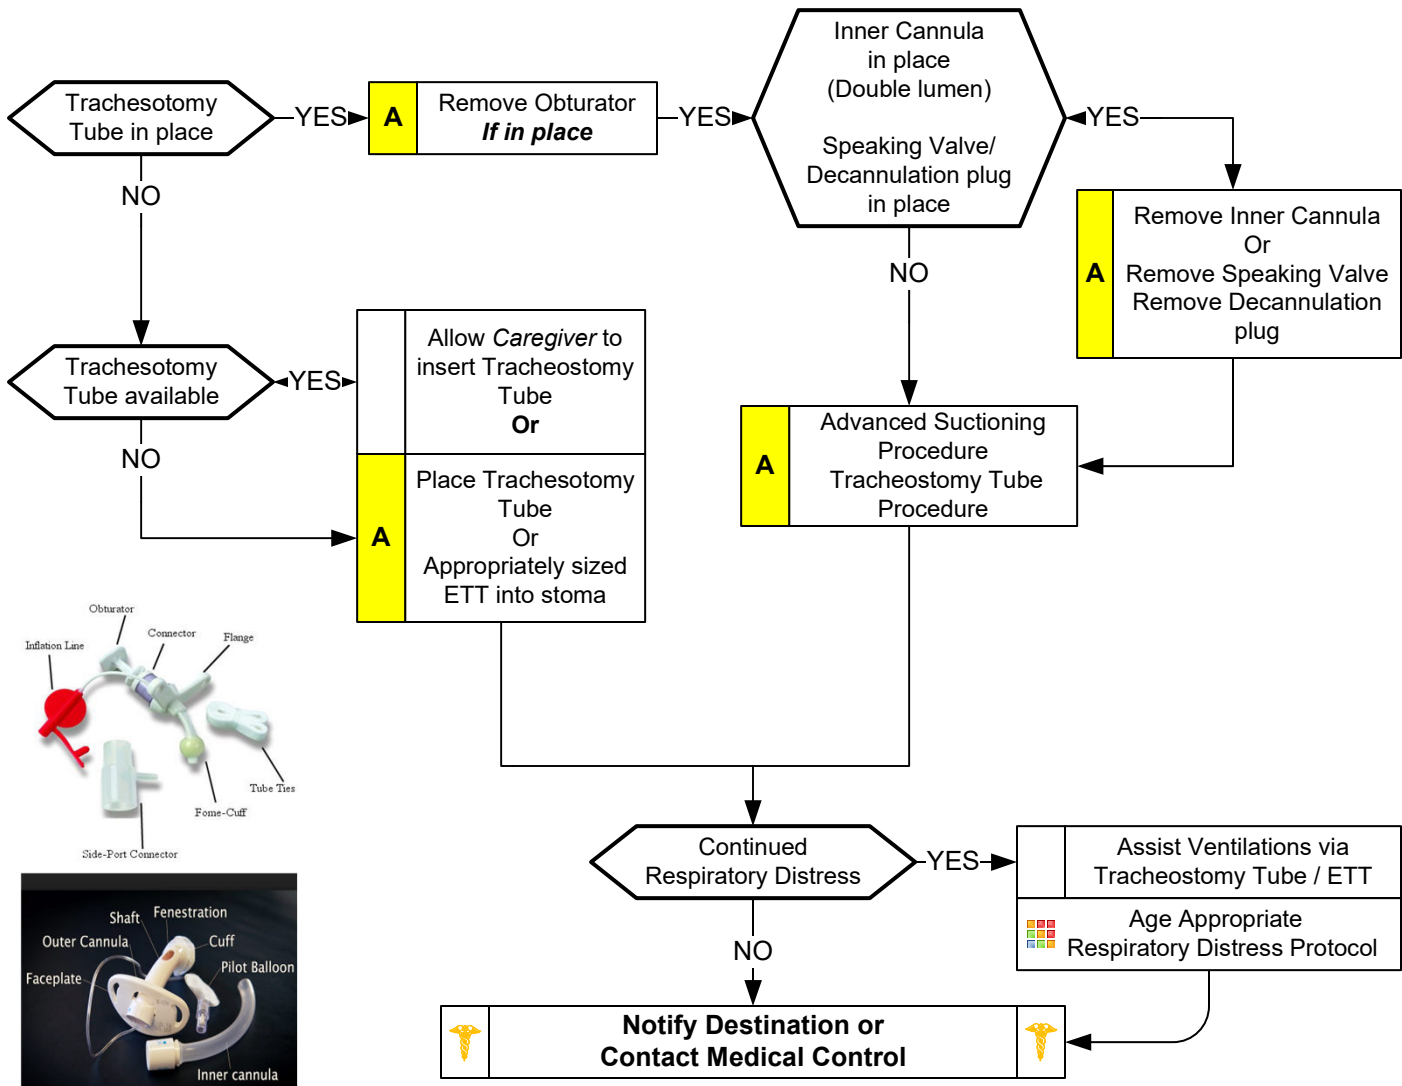 Trachesotomy
Tube in place
YES
A
Remove Obturator
If in place
YES
Inner Cannula
in place
(Double lumen)
Speaking Valve/
Decannulation plug
in place
YES
A
Remove Inner Cannula
Or
Remove Speaking Valve
Remove Decannulation
plug
NO
NO
Trachesotomy
Tube available
YES
Allow Caregiver to
insert Tracheostomy
Tube
Or
NO
A
Place Trachesotomy
Tube
Or
Appropriately sized
ETT into stoma
A
Advanced Suctioning
Procedure
Tracheostomy Tube
Procedure
Obturator
Connector
Flange
Inflation Line
Tube Ties
Fome-Cuff
Side-Port Connector
Continued
Respiratory Distress
YES
Assist Ventilations via
Tracheostomy Tube / ETT
Age Appropriate
Respiratory Distress Protocol
NO
Notify Destination or
Contact Medical Control
Shaft
Fenestration
Outer Cannula
Cuff
Faceplate
Pilot Balloon
Inner cannula